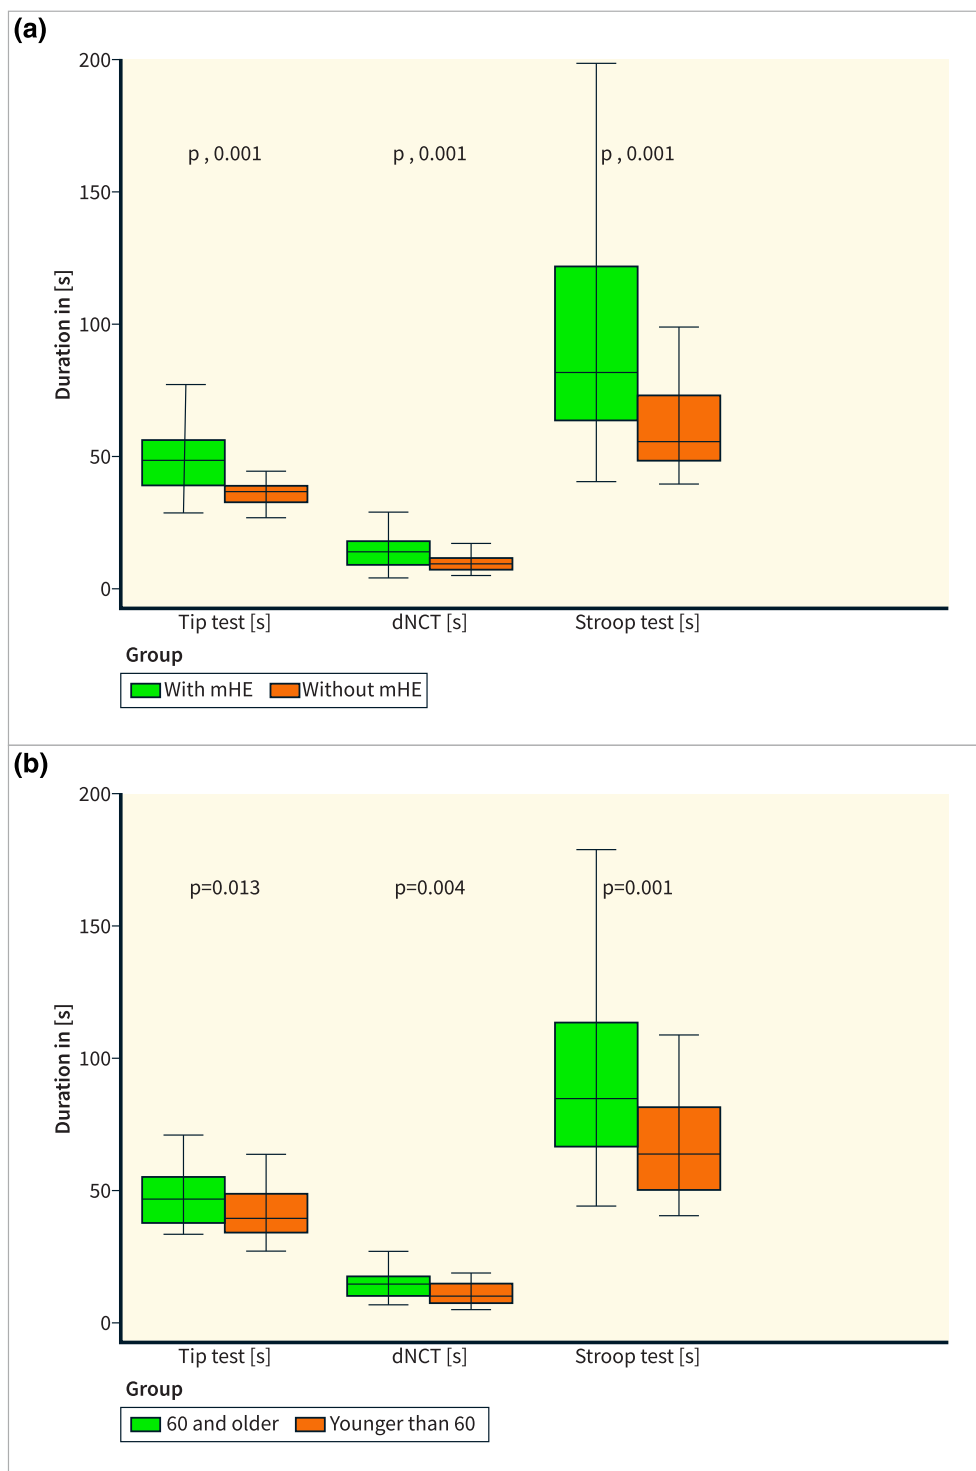 (a)
200
150
100
50
0
Duration in [s]
p , 0.001
p , 0.001
p , 0.001
Tip test [s]
dNCT [s]
Stroop test [s]
Group
With mHE
Without mHE
(b)
200
150
100
50
0
Duration in [s]
p=0.013
p=0.004
p=0.001
Tip test [s]
dNCT [s]
Stroop test [s]
Group
60 and older
Younger than 60